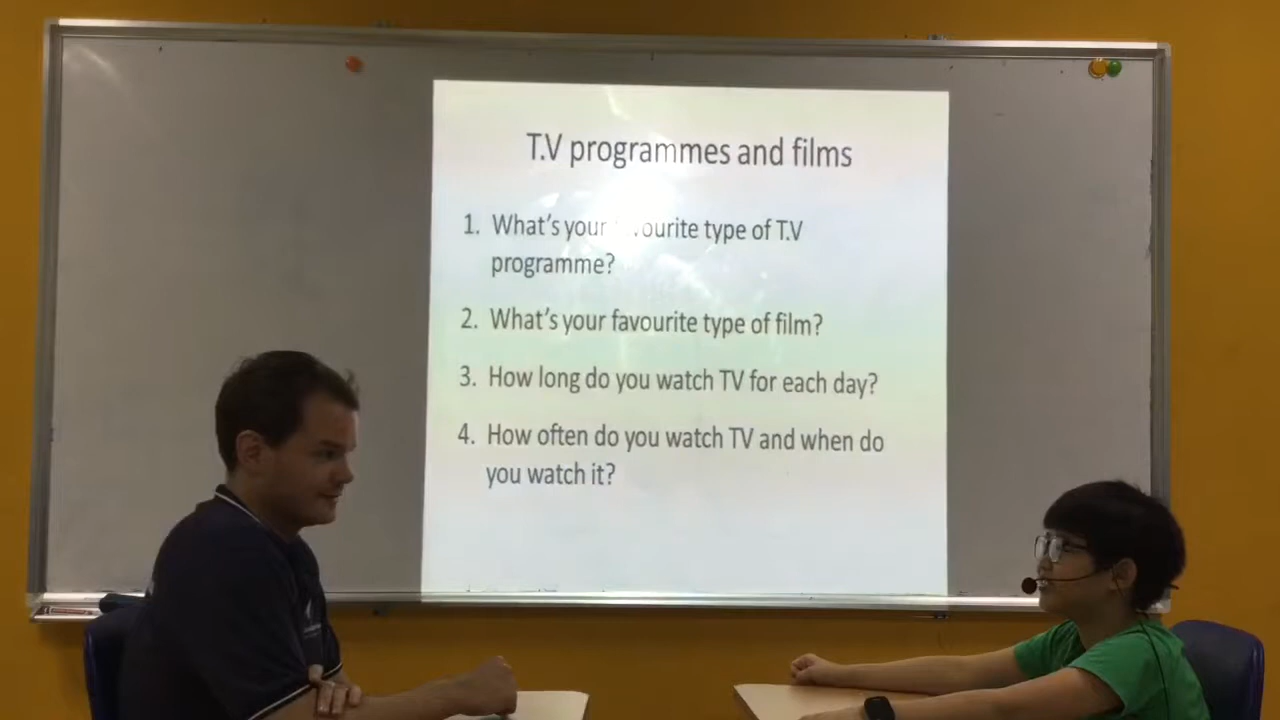 T.V programmes and films
1. What's your favourite type of T.V
programme?
2. What's your favourite type of film?
3. How long do you watch TV for each day?
4. How often do you watch TV and when do
you watch it?